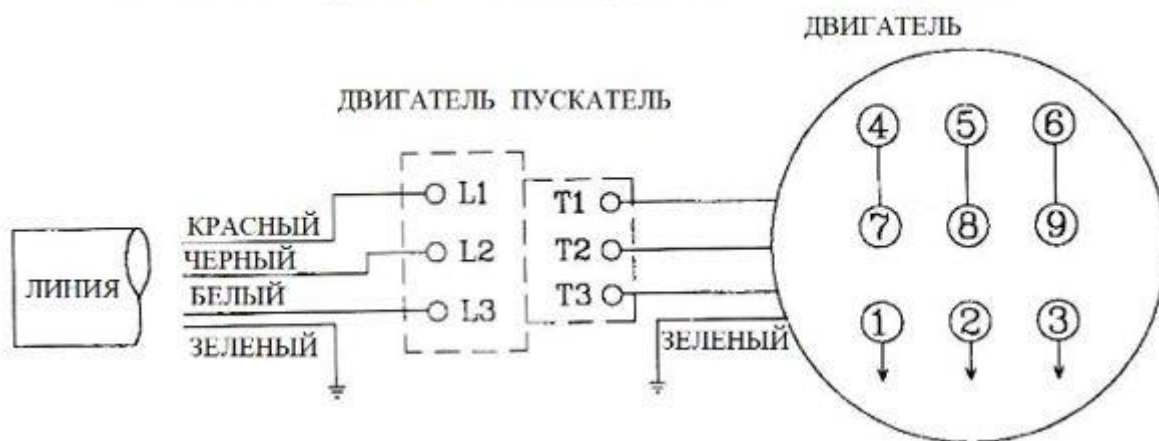 ДВИГАТЕЛЬ
ДВИГАТЕЛЬ ПУСКАТЕЛЬ
4 5 6
L1
T1
КРАСНЫЙ
7 8 9
L2
T2
ЧЕРНЫЙ
ЛИНИЯ
БЕЛЫЙ
T3
L3
1 2 3
ЗЕЛЕНЫЙ
ЗЕЛЕНЫЙ